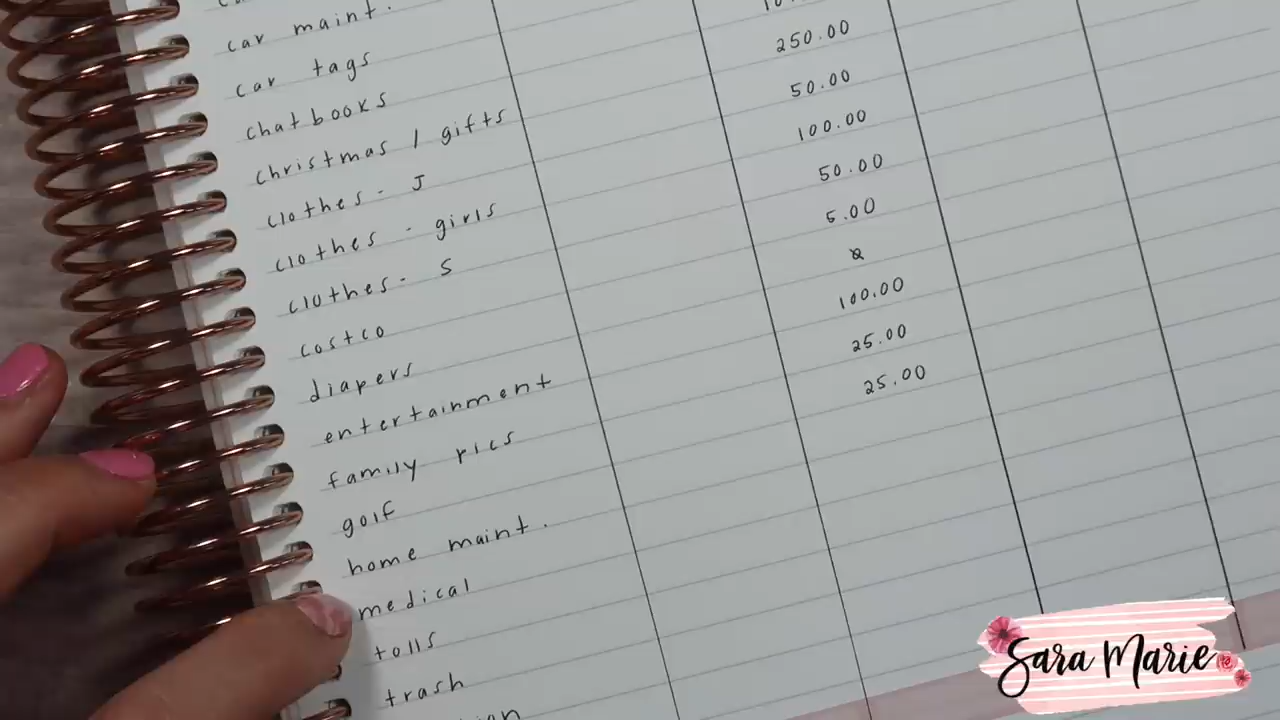 car maint.
car tags
chatbooks
christmas / gifts 250.00
clothes - J 50.00
clothes - girls 100.00
clothes - S 50.00
costco 5.00
diapers
entertainment 100.00
family pics 25.00
golf 25.00
home maint.
medical
tolls
trash
Sara Marie